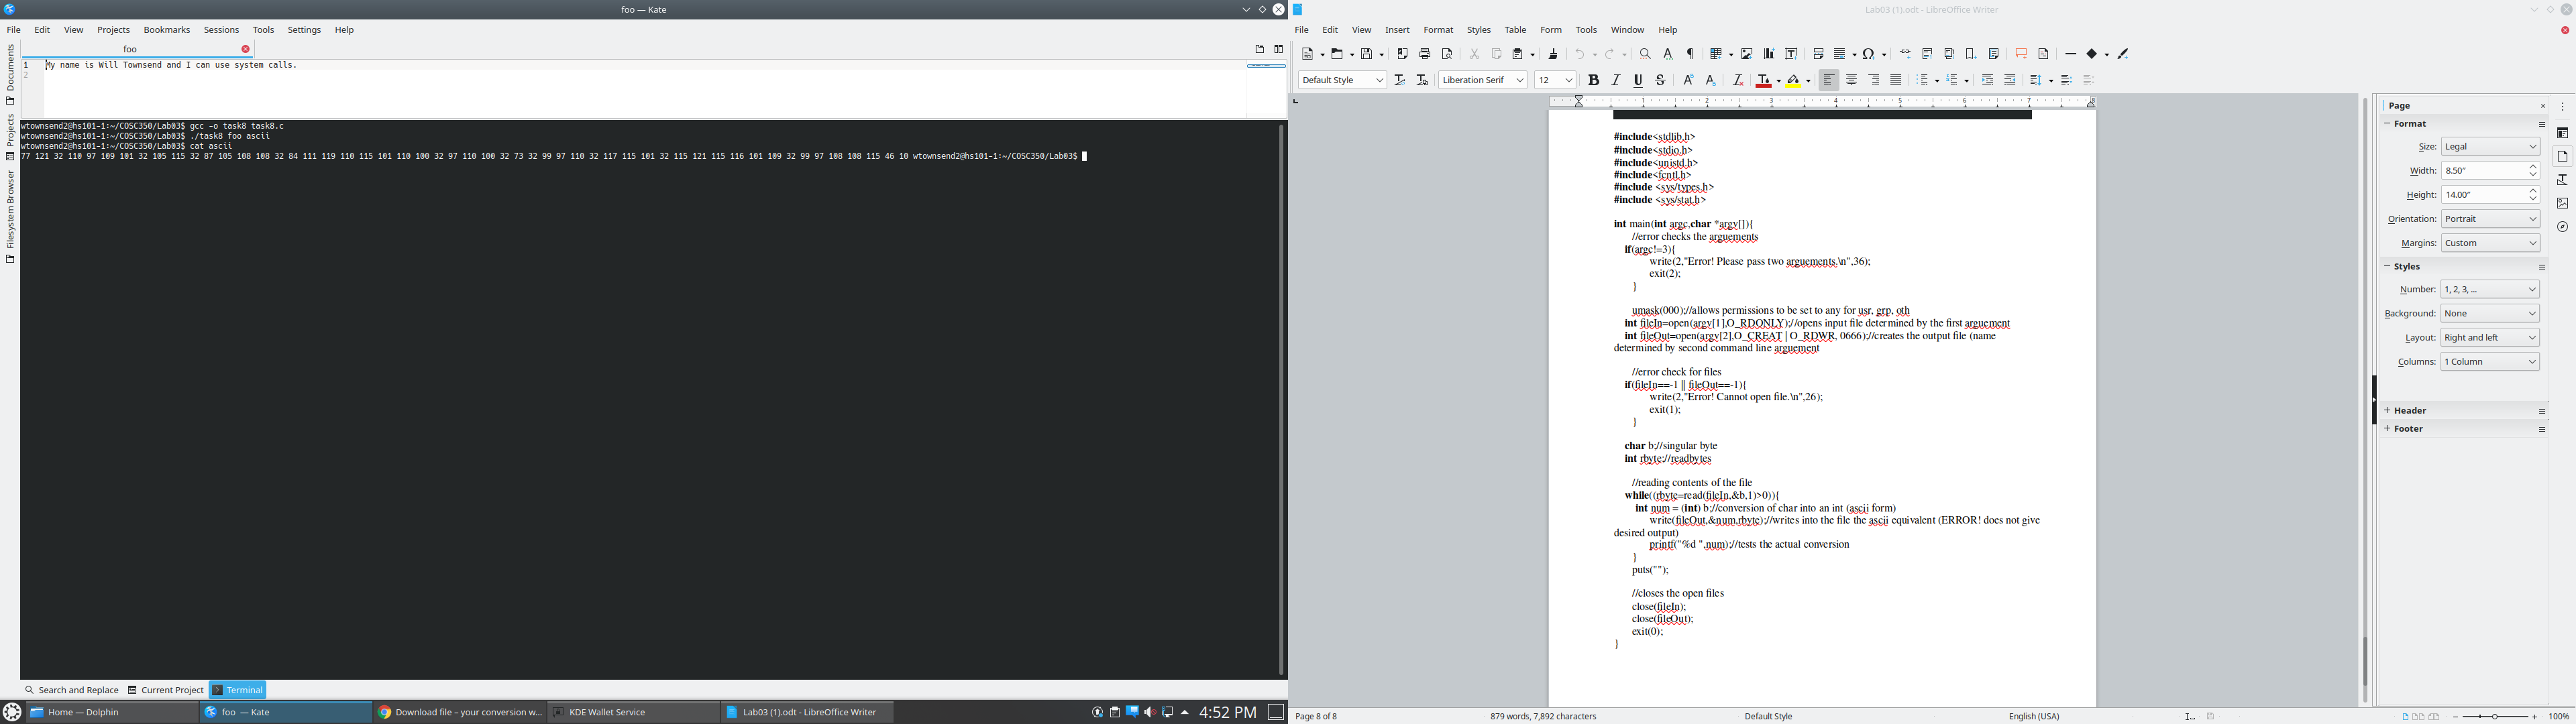 foo — Kate
File Edit View Projects Bookmarks Sessions Tools Settings Help
foo
Documents
Projects
Filesystem Browser
1 My name is Will Townsend and I can use system calls.
2
wtownsend2@hs101-1:~/COSC350/Lab03$ gcc -o task8 task8.c
wtownsend2@hs101-1:~/COSC350/Lab03$ ./task8 foo ascii
wtownsend2@hs101-1:~/COSC350/Lab03$ cat ascii
77 121 32 110 97 109 101 32 105 115 32 87 105 108 108 32 84 111 119 110 115 101 110 100 32 97 110 100 32 73 32 99 97 110 32 117 115 101 32 115 121 115 116 101 109 32 99 97 108 108 115 46 10 wtownsend2@hs101-1:~/COSC350/Lab03$
Search and Replace Current Project Terminal
Home — Dolphin foo — Kate Download file – your conversion w... KDE Wallet Service Lab03 (1).odt - LibreOffice Writer 4:52 PM
Lab03 (1).odt - LibreOffice Writer
File Edit View Insert Format Styles Table Form Tools Window Help
Default Style Liberation Serif 12
1 2 3 4 5 6 7
#include<stdlib.h>
#include<stdio.h>
#include<unistd.h>
#include<fcntl.h>
#include <sys/types.h>
#include <sys/stat.h>
int main(int argc,char *argv[]){
//error checks the arguements
if(argc!=3){
write(2,"Error! Please pass two arguements.\n",36);
exit(2);
}
umask(000);//allows permissions to be set to any for usr, grp, oth
int fileIn=open(argv[1],O_RDONLY);//opens input file determined by the first arguement
int fileOut=open(argv[2],O_CREAT | O_RDWR, 0666);//creates the output file (name
determined by second command line arguement
//error check for files
if(fileIn==-1 || fileOut==-1){
write(2,"Error! Cannot open file.\n",26);
exit(1);
}
char b;//singular byte
int rbyte;//readbytes
//reading contents of the file
while((rbyte=read(fileIn,&b,1)>0)){
int num = (int) b;//conversion of char into an int (ascii form)
write(fileOut,&num,rbyte);//writes into the file the ascii equivalent (ERROR! does not give
desired output)
printf("%d ",num);//tests the actual conversion
}
puts("");
//closes the open files
close(fileIn);
close(fileOut);
exit(0);
}
Page
Format
Size: Legal
Width: 8.50"
Height: 14.00"
Orientation: Portrait
Margins: Custom
Styles
Number: 1, 2, 3, ...
Background: None
Layout: Right and left
Columns: 1 Column
Header
Footer
Page 8 of 8 879 words, 7,892 characters Default Style English (USA) 100%